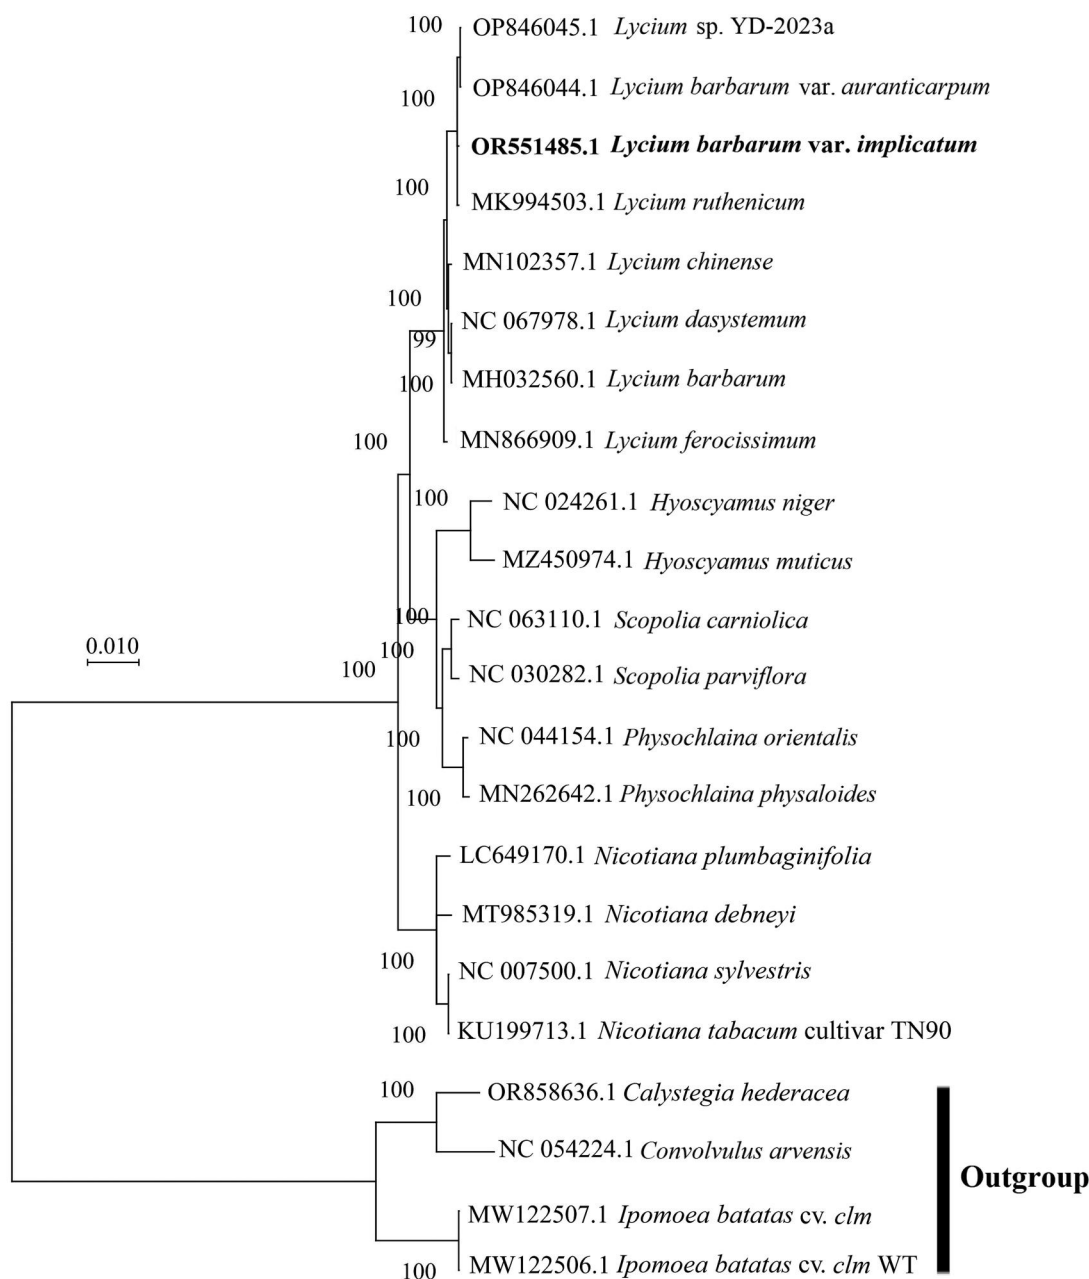 100 OP846045.1 Lycium sp. YD-2023a
OP846044.1 Lycium barbarum var. auranticarpum
100
OR551485.1 Lycium barbarum var. implicatum
100
MK994503.1 Lycium ruthenicum
MN102357.1 Lycium chinense
100
NC 067978.1 Lycium dasystemum
99
100 MH032560.1 Lycium barbarum
100
MN866909.1 Lycium ferocissimum
100 NC 024261.1 Hyoscyamus niger
MZ450974.1 Hyoscyamus muticus
100 NC 063110.1 Scopolia carniolica
0.010
100
100
NC 030282.1 Scopolia parviflora
100 NC 044154.1 Physochlaina orientalis
100 MN262642.1 Physochlaina physaloides
LC649170.1 Nicotiana plumbaginifolia
MT985319.1 Nicotiana debneyi
100
NC 007500.1 Nicotiana sylvestris
100 KU199713.1 Nicotiana tabacum cultivar TN90
100 OR858636.1 Calystegia hederacea
NC 054224.1 Convolvulus arvensis
Outgroup
MW122507.1 Ipomoea batatas cv. clm
100 MW122506.1 Ipomoea batatas cv. clm WT